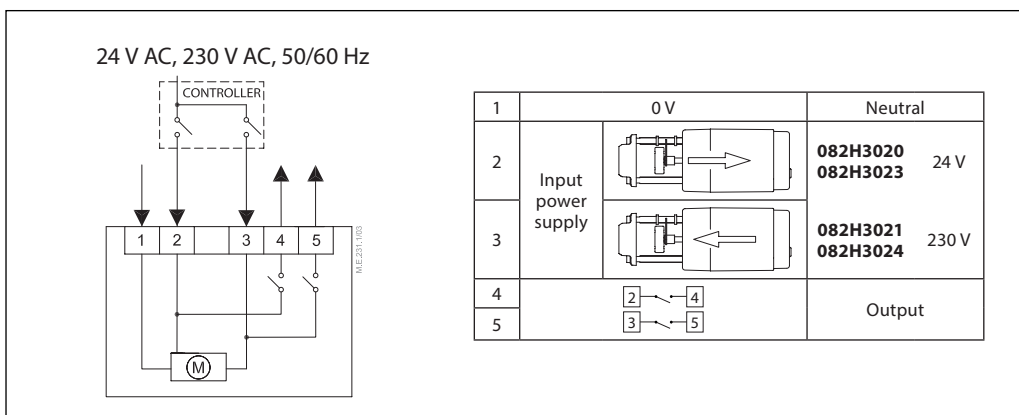 24 V AC, 230 V AC, 50/60 Hz
CONTROLLER
1 2 3 4 5
M.E.231.1/03
M
1 0 V Neutral
2
3
Input
power
supply
082H3020
082H3023 24 V
082H3021
082H3024 230 V
4 2 4
5 3 5
Output